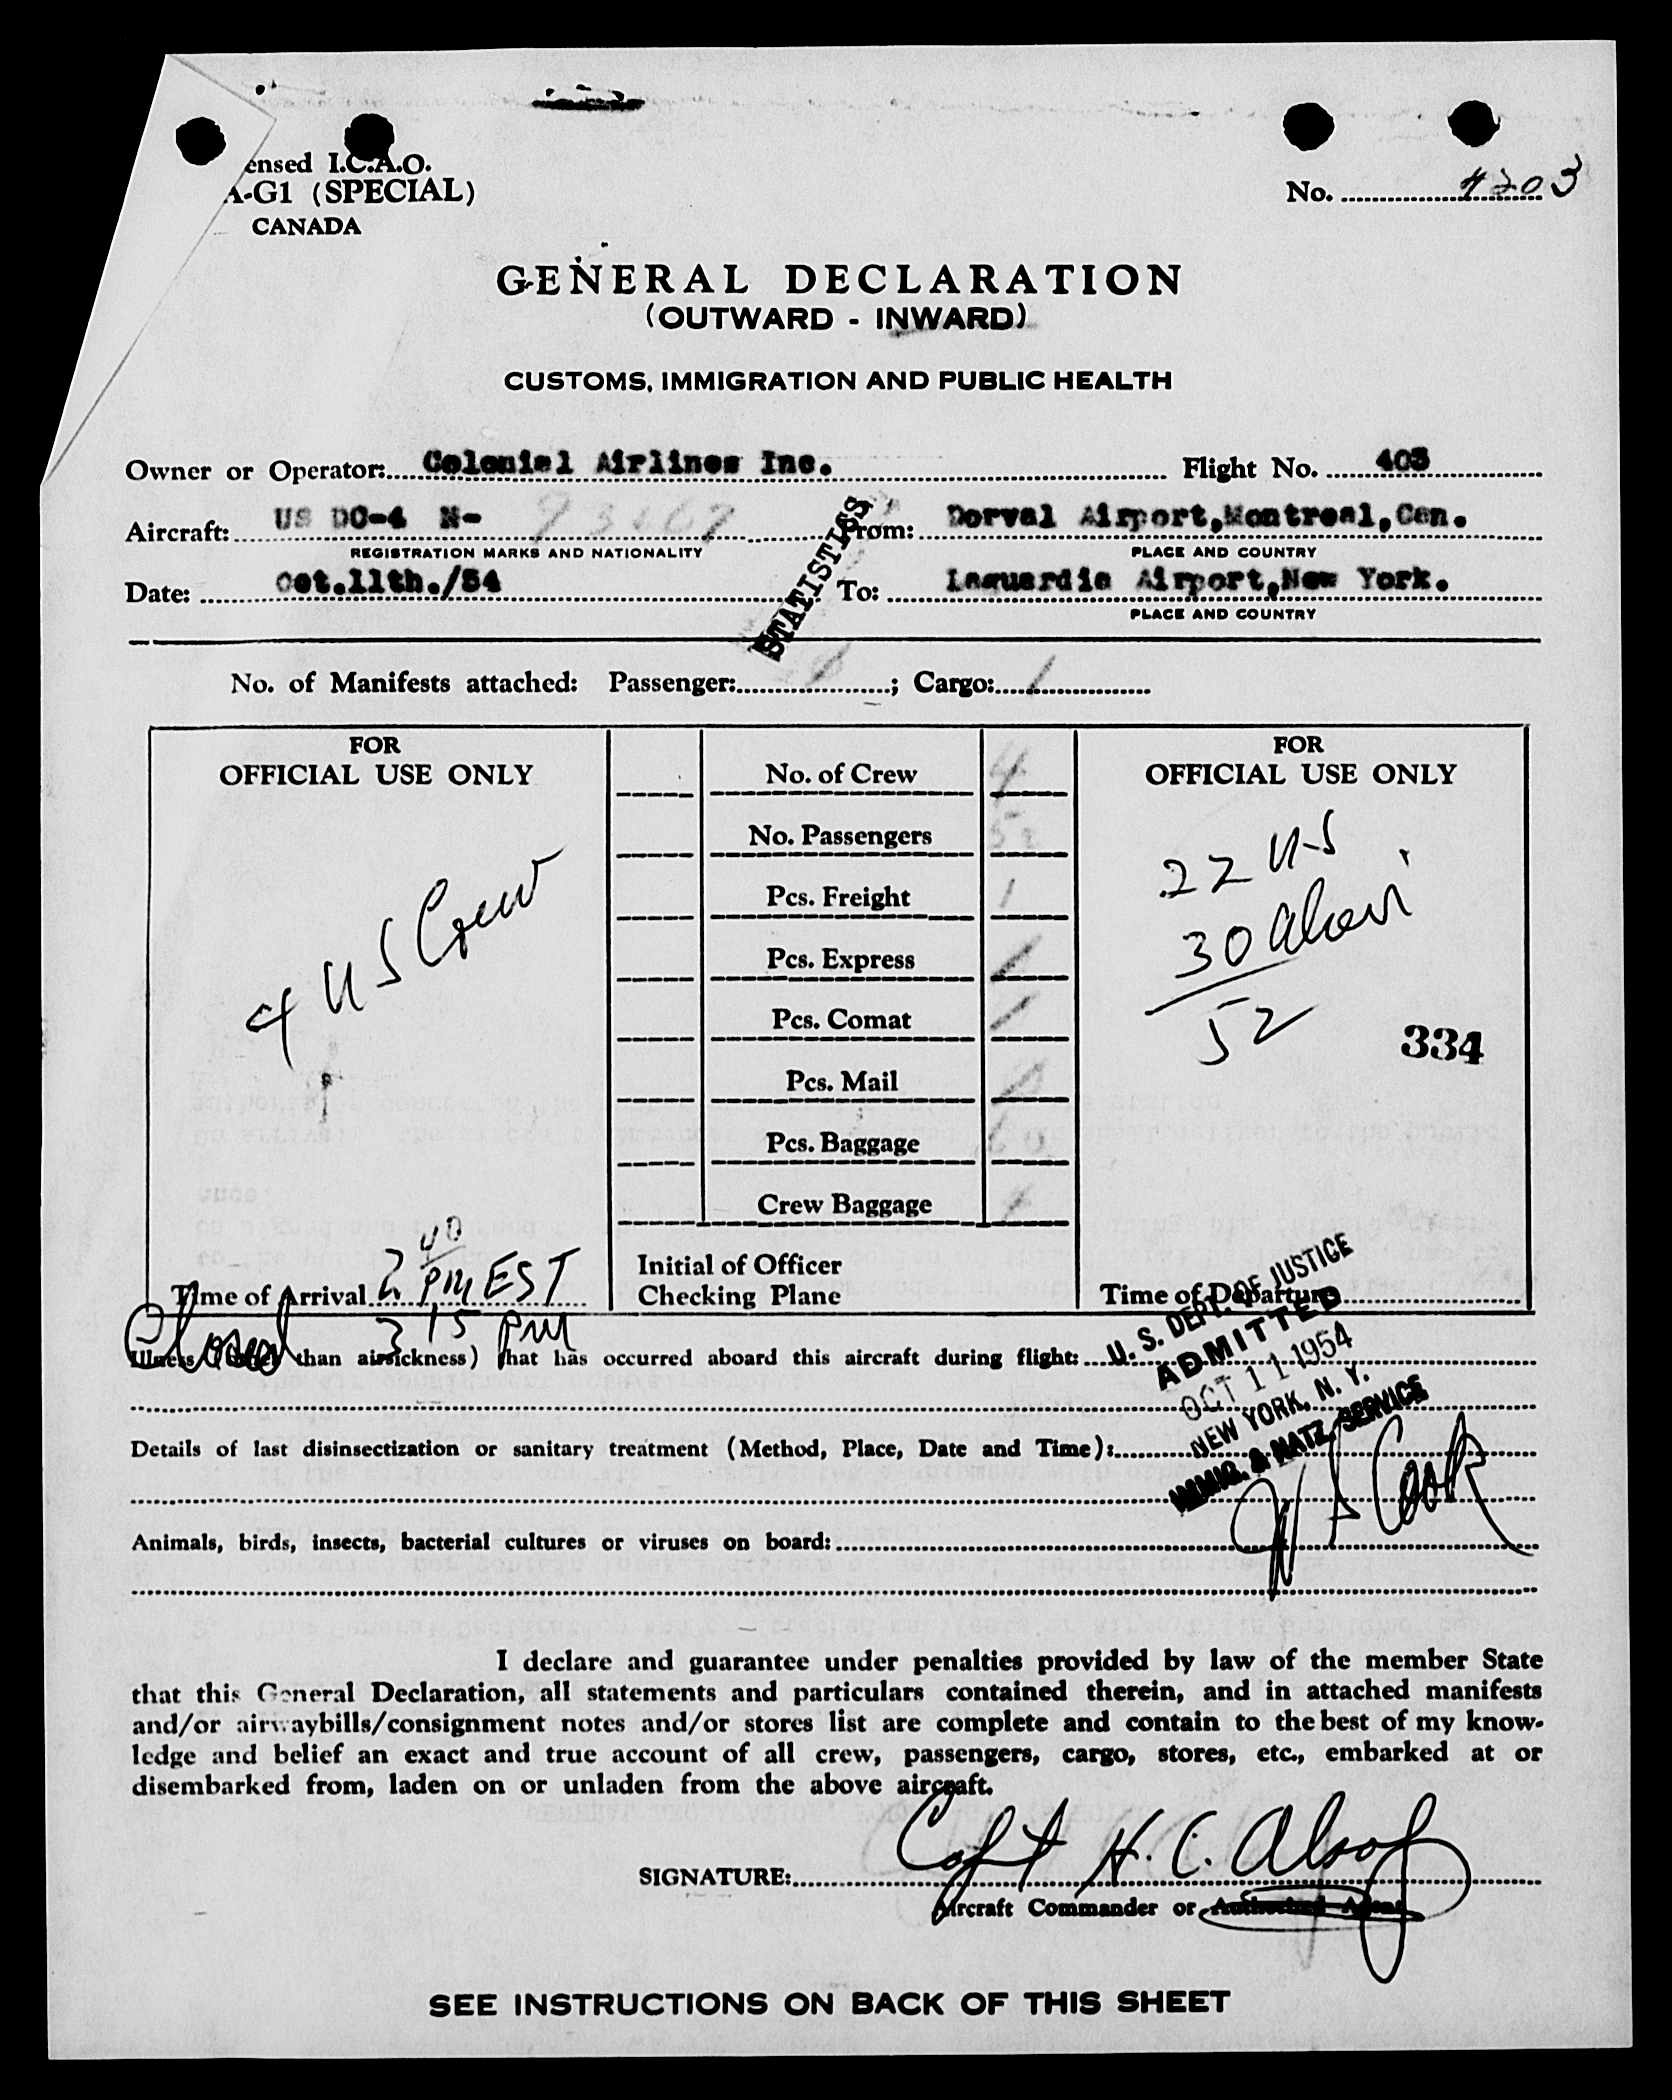 ensed I.C.A.O.
A-G1 (SPECIAL)
CANADA
No. 4203
GENERAL DECLARATION
(OUTWARD - INWARD)
CUSTOMS, IMMIGRATION AND PUBLIC HEALTH
Owner or Operator: Colonial Airlines Inc. Flight No. 403
Aircraft: US DC-4 N- From: Dorval Airport,Montreal,Can.
REGISTRATION MARKS AND NATIONALITY PLACE AND COUNTRY
STATISTICS
Date: Oct.11th./54 To: Laguardia Airport,New York.
PLACE AND COUNTRY
No. of Manifests attached: Passenger: ; Cargo: 1
FOR
OFFICIAL USE ONLY
4 US Crew
No. of Crew 4
No. Passengers 52
Pcs. Freight 1
Pcs. Express
Pcs. Comat
Pcs. Mail
Pcs. Baggage
Crew Baggage
FOR
OFFICIAL USE ONLY
22 U-S
30 Alien
52
334
Time of Arrival 2 40 PM EST
Initial of Officer
Checking Plane
Time of Departure
Closed 3 15 PM
Illness (other than airsickness) that has occurred aboard this aircraft during flight:
U. S. DEPT. OF JUSTICE
ADMITTED
OCT 11 1954
NEW YORK, N. Y.
IMMIG. & NATZ. SERVICE
Details of last disinsectization or sanitary treatment (Method, Place, Date and Time):
W S Cook
Animals, birds, insects, bacterial cultures or viruses on board:
I declare and guarantee under penalties provided by law of the member State
that this General Declaration, all statements and particulars contained therein, and in attached manifests
and/or airwaybills/consignment notes and/or stores list are complete and contain to the best of my know-
ledge and belief an exact and true account of all crew, passengers, cargo, stores, etc., embarked at or
disembarked from, laden on or unladen from the above aircraft.
SIGNATURE: Capt H. C. Alsop
Aircraft Commander or Authorized Agent
SEE INSTRUCTIONS ON BACK OF THIS SHEET